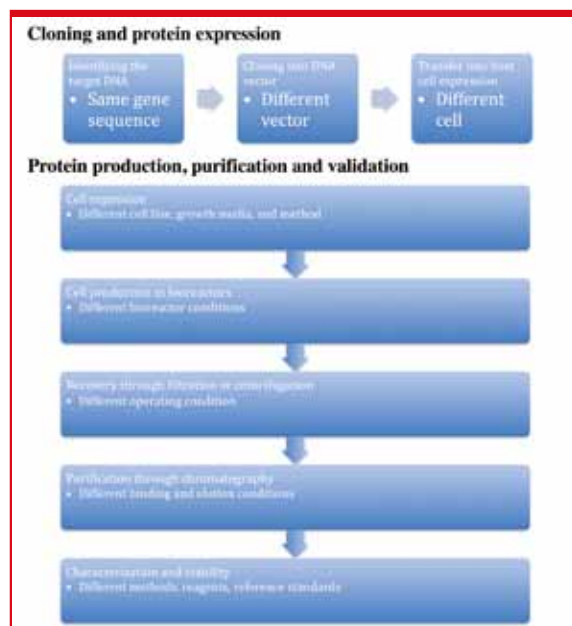 Cloning and protein expression
Identifying the
target DNA
• Same gene
sequence
Cloning into DNA
vector
• Different
vector
Transfer into host
cell expression
• Different
cell
Protein production, purification and validation
Cell expression
• Different cell line, growth media, and method
Cell production in bioreactors
• Different bioreactor conditions
Recovery through filtration or centrifugation
• Different operating condition
Purification through chromatography
• Different binding and elution conditions
Characterization and stability
• Different methods, reagents, reference standards